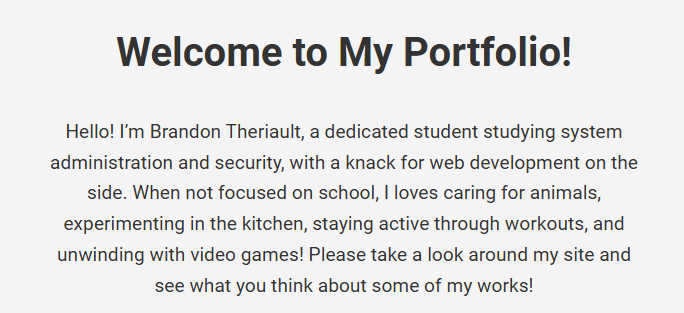 Welcome to My Portfolio!
Hello! I’m Brandon Theriault, a dedicated student studying system
administration and security, with a knack for web development on the
side. When not focused on school, I loves caring for animals,
experimenting in the kitchen, staying active through workouts, and
unwinding with video games! Please take a look around my site and
see what you think about some of my works!